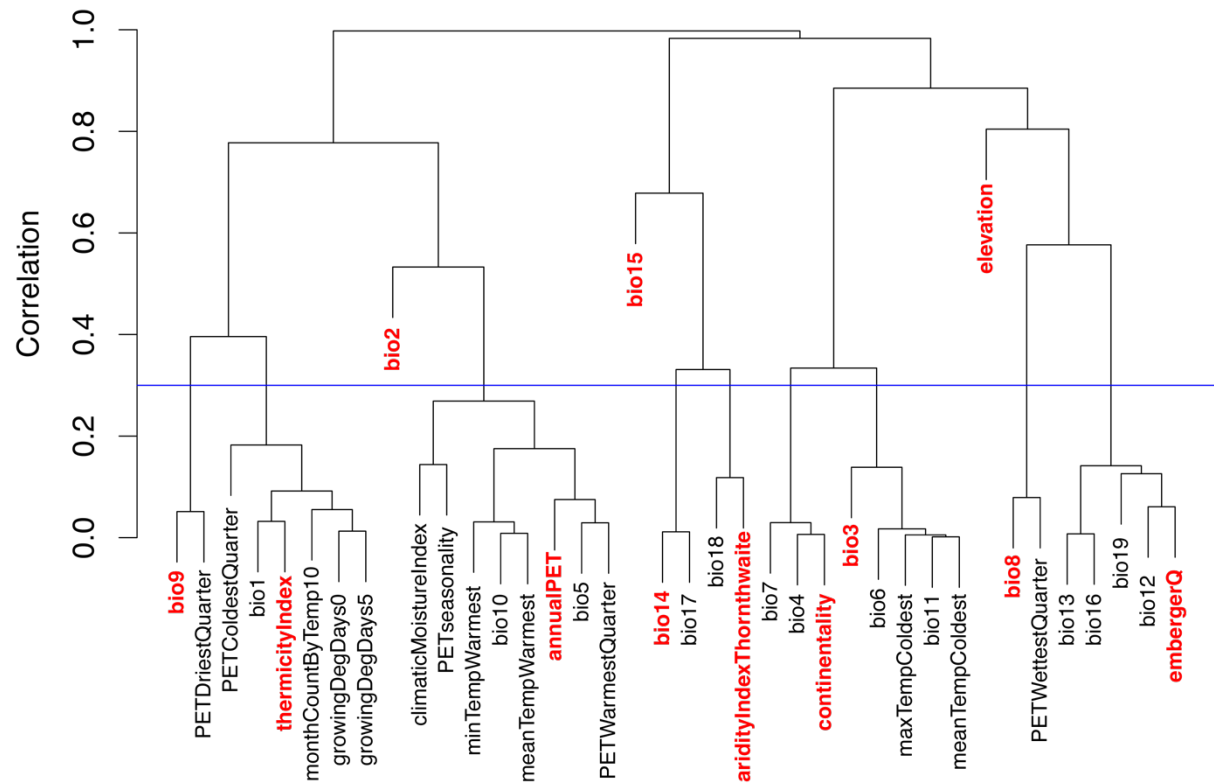 Correlation
1.0
0.8
0.6
0.4
0.2
0.0
bio9
PETDriestQuarter
PETColdestQuarter
bio1
thermicityIndex
monthCountByTemp10
growingDegDays0
growingDegDays5
bio2
climaticMoistureIndex
PETseasonality
minTempWarmest
bio10
meanTempWarmest
annualPET
bio5
PETWarmestQuarter
bio15
bio14
bio17
bio18
aridityIndexThornthwaite
bio7
bio4
continentality
bio3
bio6
maxTempColdest
bio11
meanTempColdest
elevation
bio8
PETWettestQuarter
bio13
bio16
bio19
bio12
embergerQ